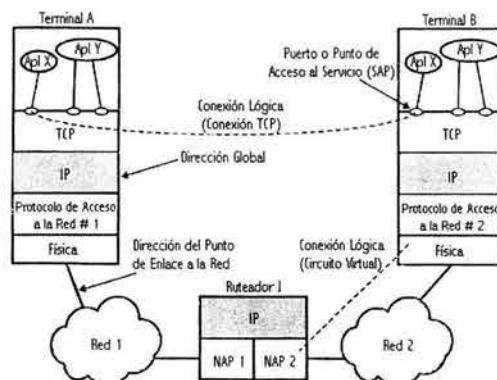 Terminal A
Apl X
Apl Y
TCP
IP
Protocolo de Acceso
a la Red # 1
Física
Terminal B
Apl X
Apl Y
TCP
IP
Protocolo de Acceso
a la Red # 2
Física
Puerto o Punto de
Acceso al Servicio (SAP)
Conexión Lógica
(Conexión TCP)
Dirección Global
Dirección del Punto
de Enlace a la Red
Conexión Lógica
(Circuito Virtual)
Ruteador J
IP
NAP 1
NAP 2
Red 1
Red 2